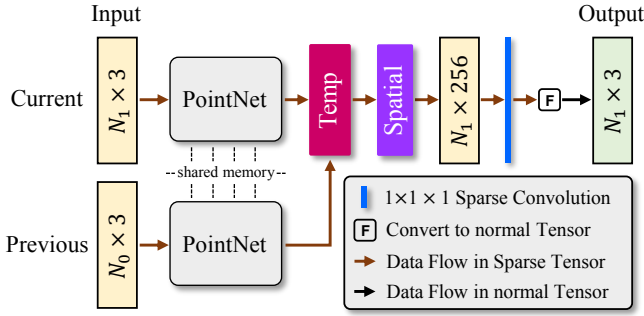 Input
Output
Current
N₁ × 3
PointNet
Temp
Spatial
N₁ × 256
F
N₁ × 3
--shared memory--
Previous
N₀ × 3
PointNet
1×1 × 1 Sparse Convolution
F Convert to normal Tensor
Data Flow in Sparse Tensor
Data Flow in normal Tensor